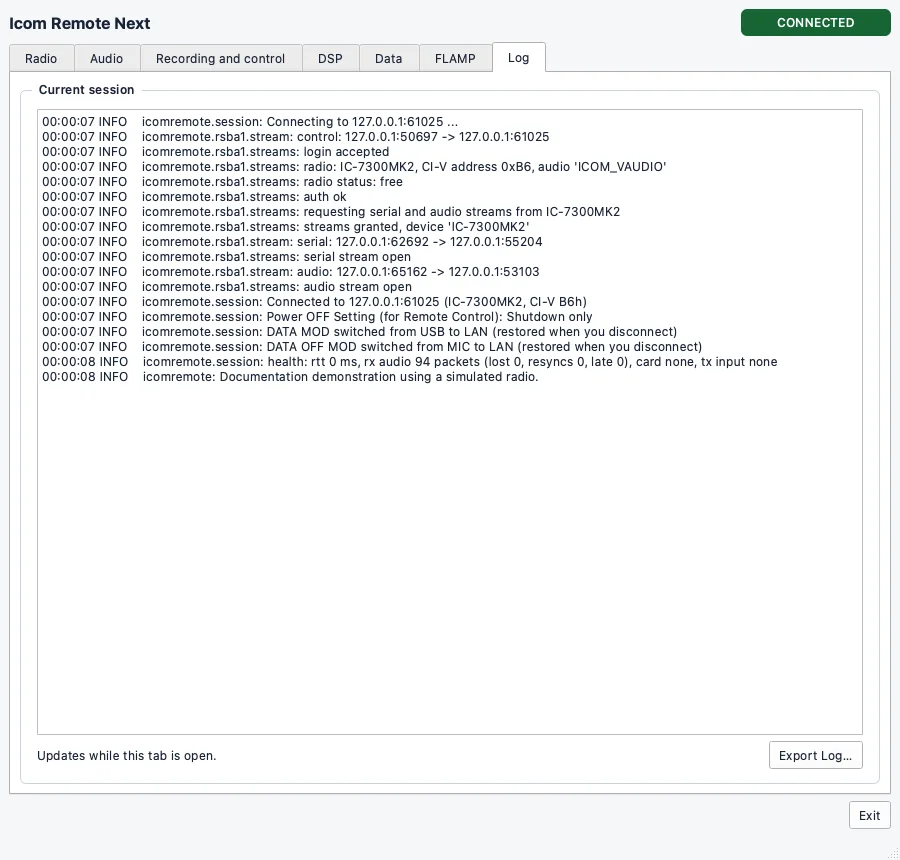 Icom Remote Next
CONNECTED
Radio
Audio
Recording and control
DSP
Data
FLAMP
Log
Current session
00:00:07 INFO icomremote.session: Connecting to 127.0.0.1:61025 ...
00:00:07 INFO icomremote.rsba1.stream: control: 127.0.0.1:50697 -> 127.0.0.1:61025
00:00:07 INFO icomremote.rsba1.streams: login accepted
00:00:07 INFO icomremote.rsba1.streams: radio: IC-7300MK2, CI-V address 0xB6, audio 'ICOM_VAUDIO'
00:00:07 INFO icomremote.rsba1.streams: radio status: free
00:00:07 INFO icomremote.rsba1.streams: auth ok
00:00:07 INFO icomremote.rsba1.streams: requesting serial and audio streams from IC-7300MK2
00:00:07 INFO icomremote.rsba1.streams: streams granted, device 'IC-7300MK2'
00:00:07 INFO icomremote.rsba1.stream: serial: 127.0.0.1:62692 -> 127.0.0.1:55204
00:00:07 INFO icomremote.rsba1.streams: serial stream open
00:00:07 INFO icomremote.rsba1.stream: audio: 127.0.0.1:65162 -> 127.0.0.1:53103
00:00:07 INFO icomremote.rsba1.streams: audio stream open
00:00:07 INFO icomremote.session: Connected to 127.0.0.1:61025 (IC-7300MK2, CI-V B6h)
00:00:07 INFO icomremote.session: Power OFF Setting (for Remote Control): Shutdown only
00:00:07 INFO icomremote.session: DATA MOD switched from USB to LAN (restored when you disconnect)
00:00:07 INFO icomremote.session: DATA OFF MOD switched from MIC to LAN (restored when you disconnect)
00:00:08 INFO icomremote.session: health: rtt 0 ms, rx audio 94 packets (lost 0, resyncs 0, late 0), card none, tx input none
00:00:08 INFO icomremote: Documentation demonstration using a simulated radio.
Updates while this tab is open.
Export Log...
Exit